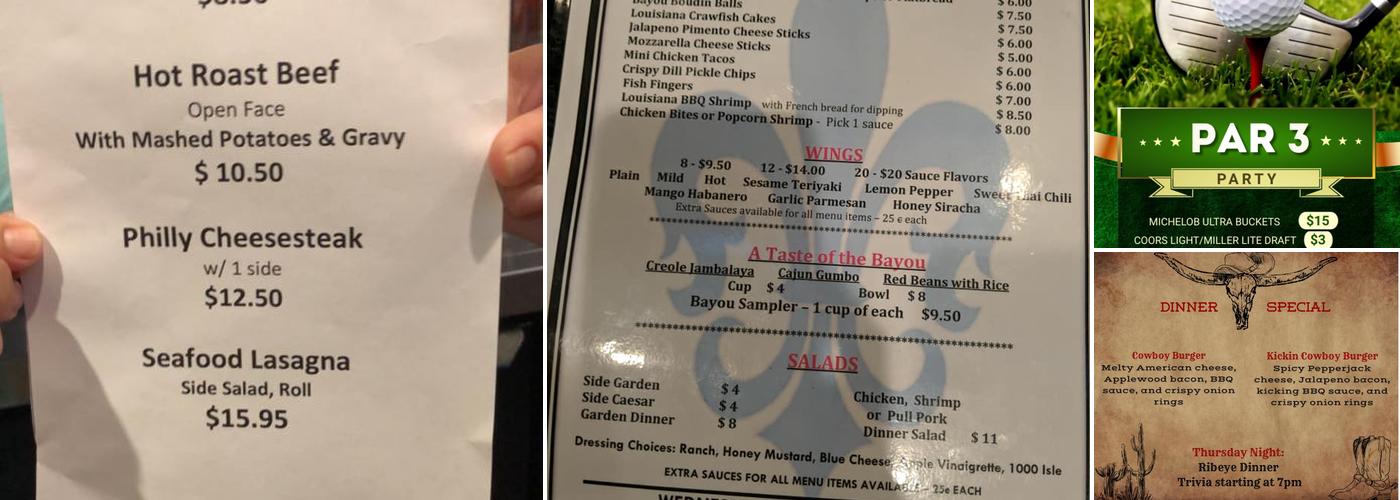 $8.50
Hot Roast Beef
Open Face
With Mashed Potatoes & Gravy
$ 10.50
Philly Cheesesteak
w/ 1 side
$12.50
Seafood Lasagna
Side Salad, Roll
$15.95
Bayou Boudin Balls $ 6.00
Louisiana Crawfish Cakes $ 7.50
Jalapeno Pimento Cheese Sticks $ 7.50
Mozzarella Cheese Sticks $ 6.00
Mini Chicken Tacos $ 5.00
Crispy Dill Pickle Chips $ 6.00
Fish Fingers $ 6.00
Louisiana BBQ Shrimp with French bread for dipping $ 7.00
Chicken Bites or Popcorn Shrimp - Pick 1 sauce $ 8.50
$ 8.00
WINGS
8 - $9.50 12 - $14.00 20 - $20 Sauce Flavors
Plain Mild Hot Sesame Teriyaki Lemon Pepper Sweet Thai Chili
Mango Habanero Garlic Parmesan Honey Siracha
Extra Sauces available for all menu items – 25 ¢ each
********************************************************
A Taste of the Bayou
Creole Jambalaya Cajun Gumbo Red Beans with Rice
Cup $ 4 Bowl $ 8
Bayou Sampler – 1 cup of each $9.50
********************************************************
SALADS
Side Garden $ 4
Side Caesar $ 4
Garden Dinner $ 8
Chicken, Shrimp
or Pull Pork
Dinner Salad $ 11
Dressing Choices: Ranch, Honey Mustard, Blue Cheese, Apple Vinaigrette, 1000 Isle
EXTRA SAUCES FOR ALL MENU ITEMS AVAILABLE – 25¢ EACH
PAR 3
PARTY
MICHELOB ULTRA BUCKETS $15
COORS LIGHT/MILLER LITE DRAFT $3
DINNER SPECIAL
Cowboy Burger
Melty American cheese,
Applewood bacon, BBQ
sauce, and crispy onion
rings
Kickin Cowboy Burger
Spicy Pepperjack
cheese, Jalapeno bacon,
kicking BBQ sauce, and
crispy onion rings
Thursday Night:
Ribeye Dinner
Trivia starting at 7pm